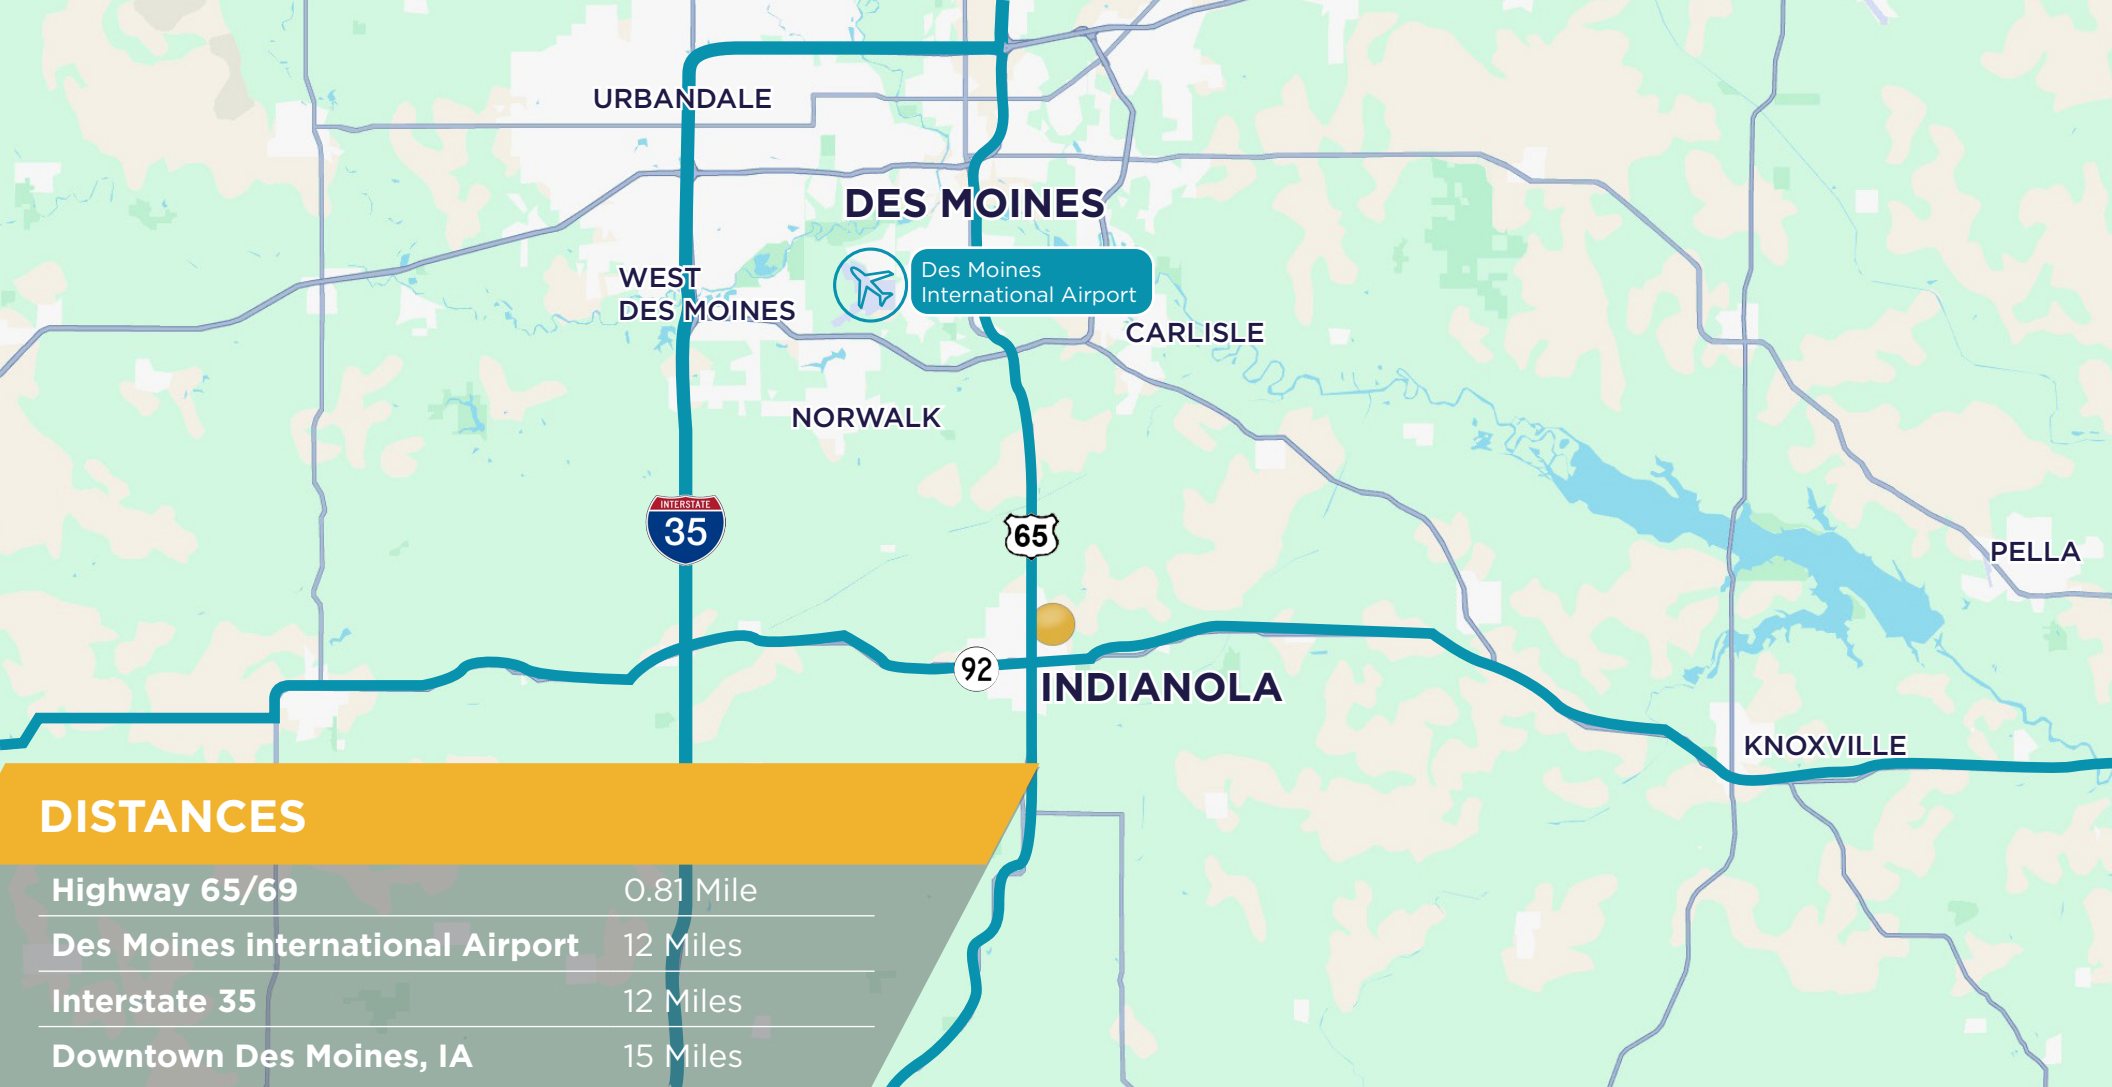 URBANDALE
DES MOINES
WEST
DES MOINES
Des Moines
International Airport
CARLISLE
NORWALK
INTERSTATE
35
65
PELLA
92
INDIANOLA
KNOXVILLE
DISTANCES
Highway 65/69 0.81 Mile
Des Moines international Airport 12 Miles
Interstate 35 12 Miles
Downtown Des Moines, IA 15 Miles